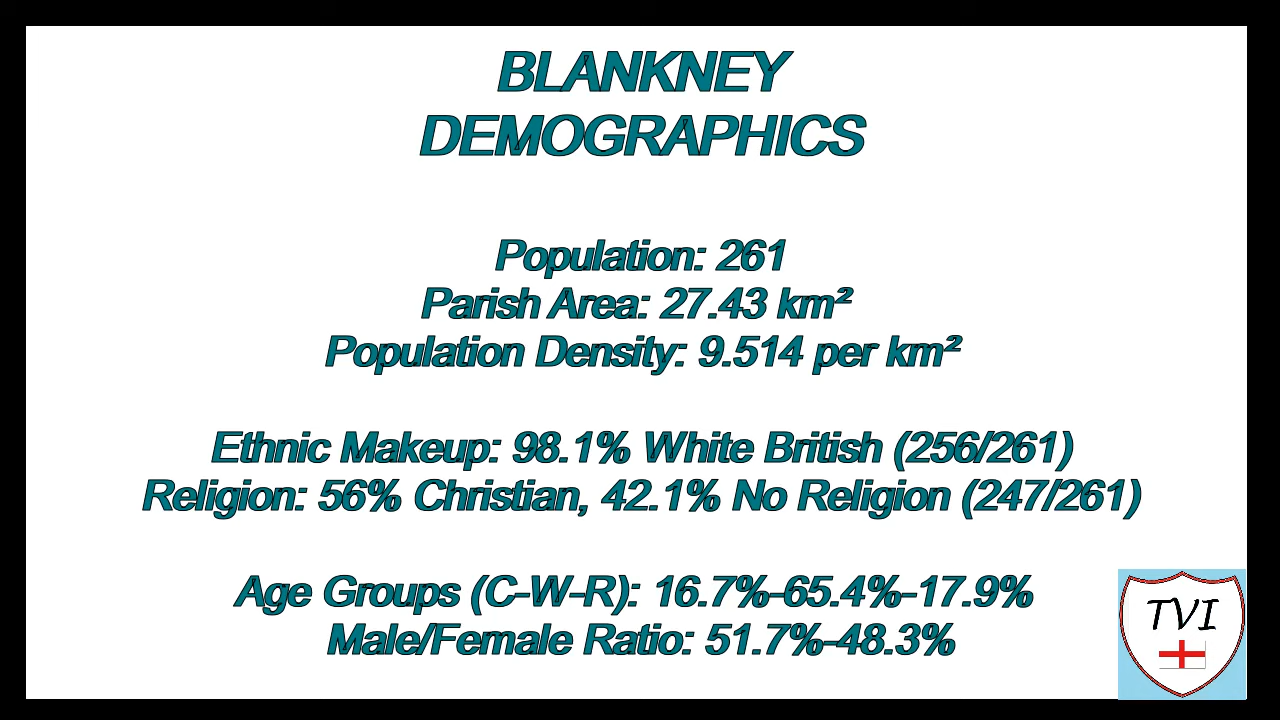 BLANKNEY
DEMOGRAPHICS
Population: 261
Parish Area: 27.43 km²
Population Density: 9.514 per km²
Ethnic Makeup: 98.1% White British (256/261)
Religion: 56% Christian, 42.1% No Religion (247/261)
Age Groups (C-W-R): 16.7%-65.4%-17.9%
Male/Female Ratio: 51.7%-48.3%
TVI